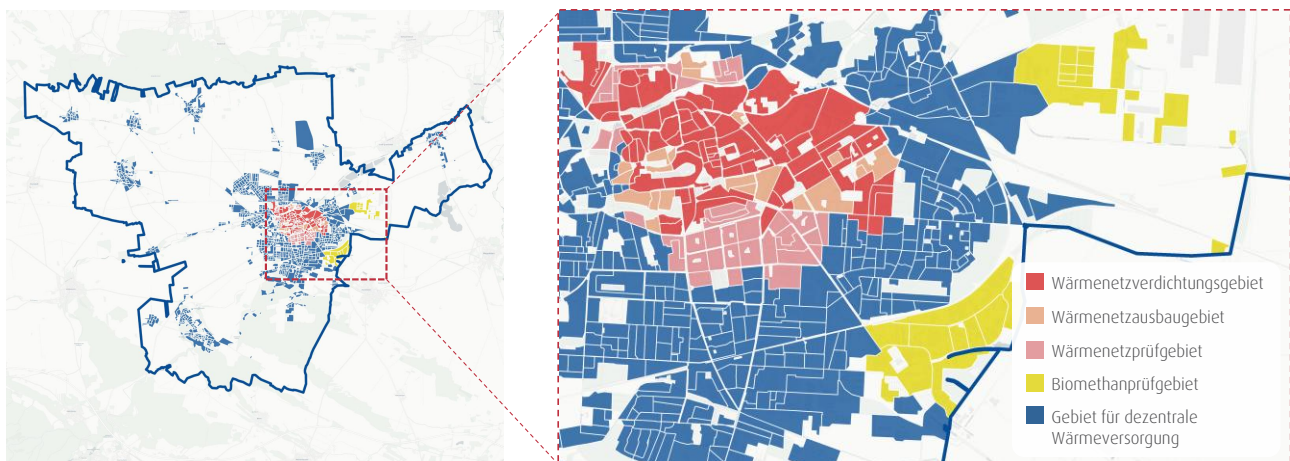 Wärmenetzverdichtungsgebiet
Wärmenetzausbaugebiet
Wärmenetzprüfgebiet
Biomethanprüfgebiet
Gebiet für dezentrale
Wärmeversorgung